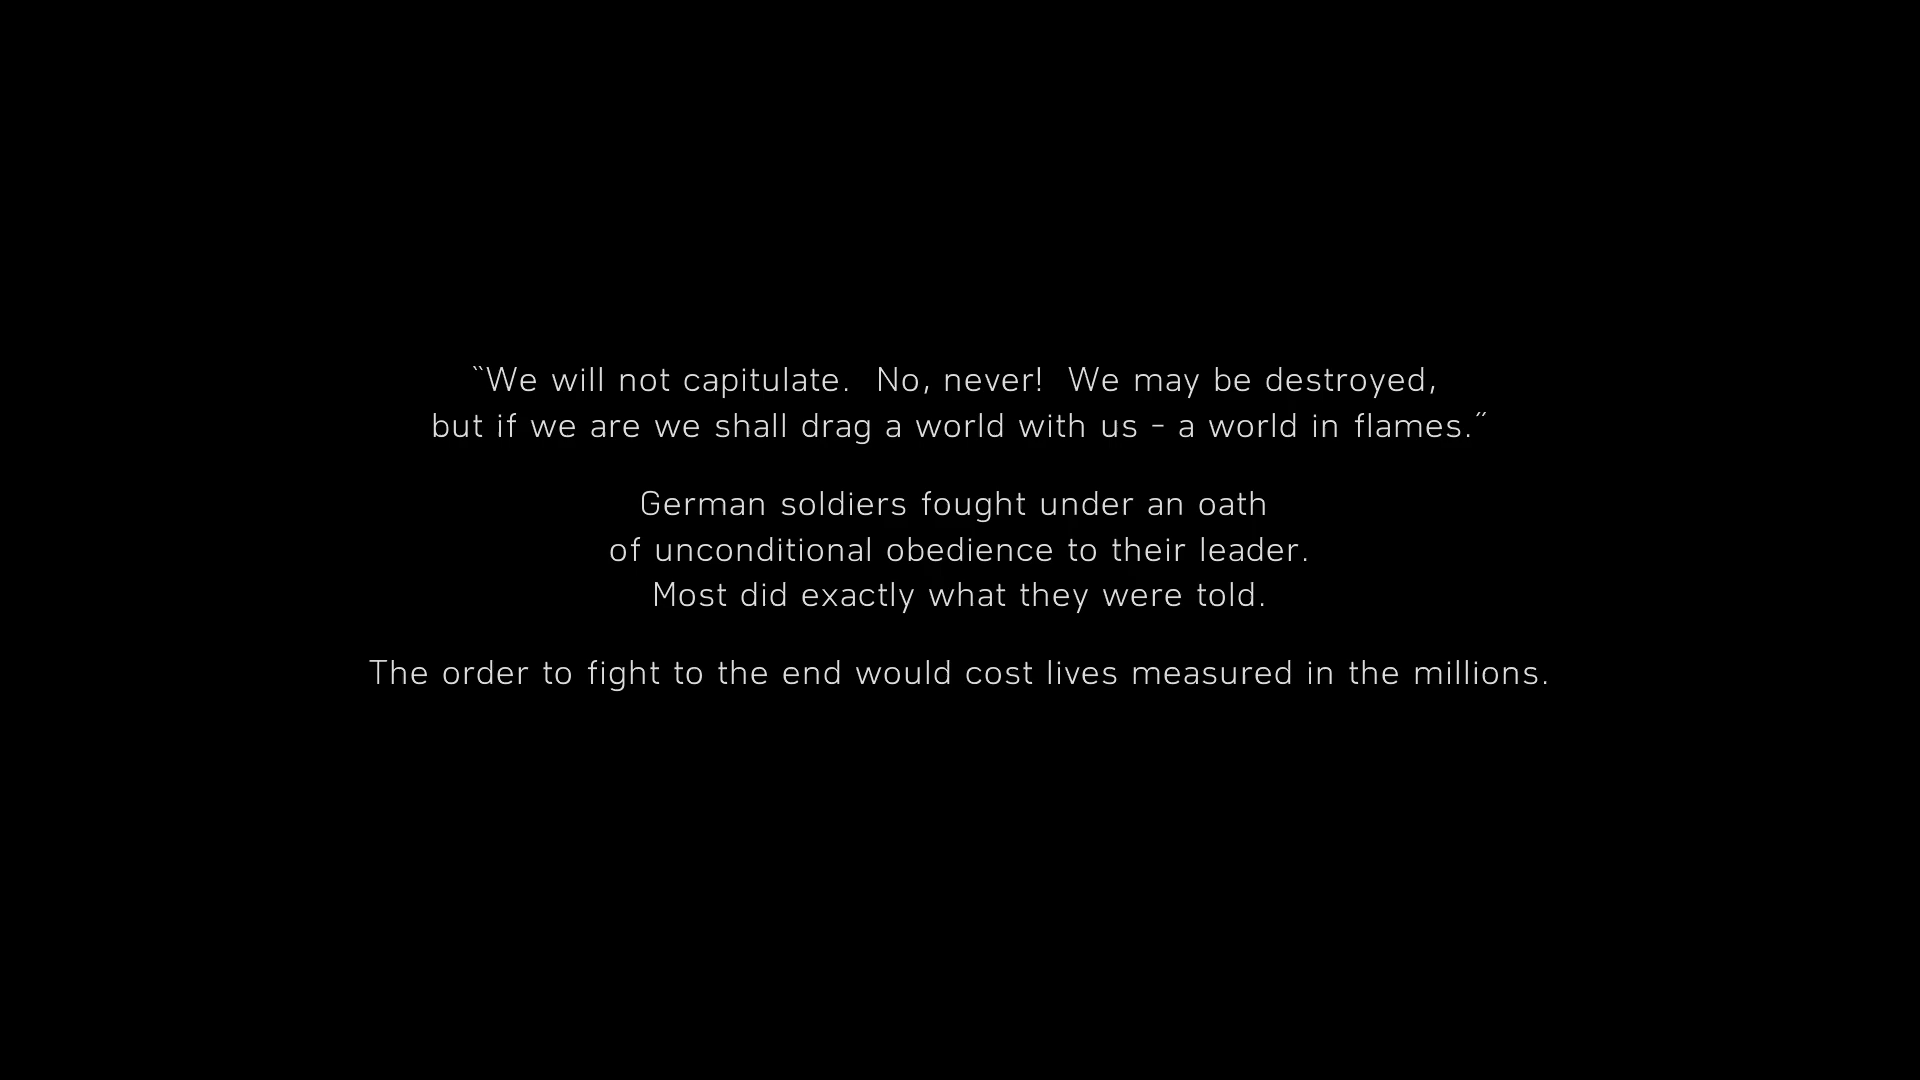 “We will not capitulate.  No, never!  We may be destroyed,
but if we are we shall drag a world with us - a world in flames.”
German soldiers fought under an oath
of unconditional obedience to their leader.
Most did exactly what they were told.
The order to fight to the end would cost lives measured in the millions.